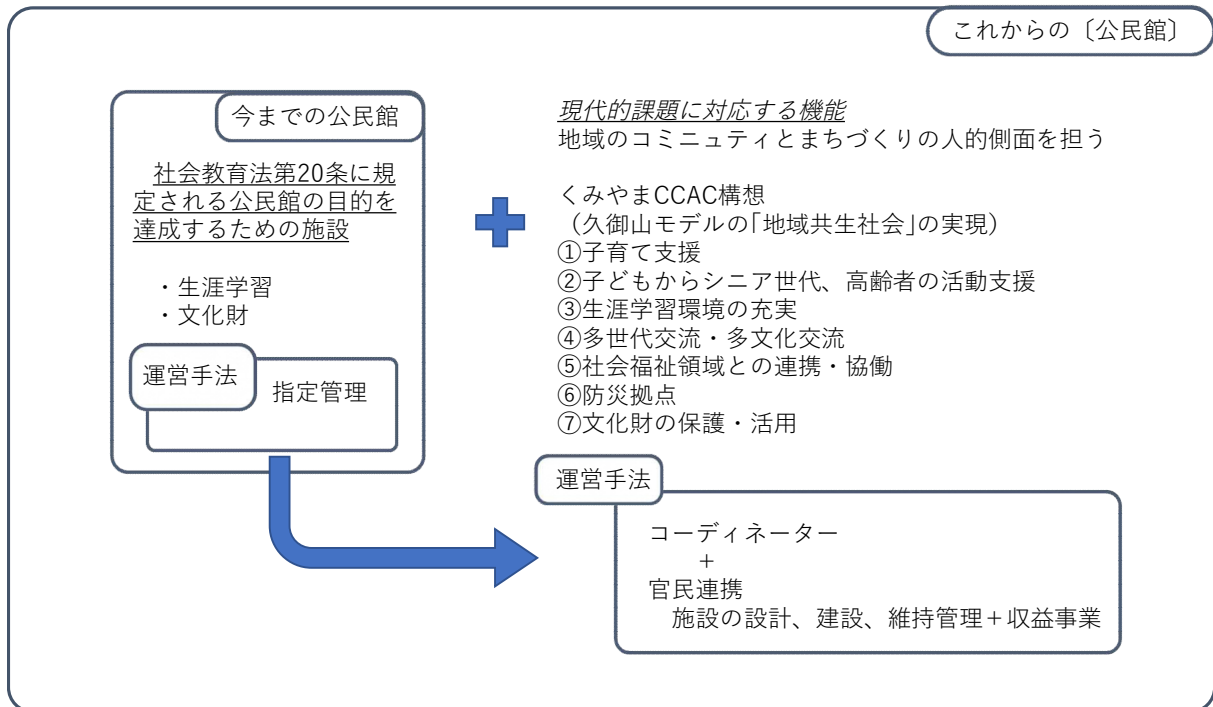 これからの〔公民館〕
今までの公民館
社会教育法第20条に規
定される公民館の目的を
達成するための施設
・生涯学習
・文化財
運営手法
指定管理
現代的課題に対応する機能
地域のコミニュティとまちづくりの人的側面を担う
くみやまCCAC構想
（久御山モデルの｢地域共生社会｣の実現）
①子育て支援
②子どもからシニア世代、高齢者の活動支援
③生涯学習環境の充実
④多世代交流・多文化交流
⑤社会福祉領域との連携・協働
⑥防災拠点
⑦文化財の保護・活用
運営手法
コーディネーター
+
官民連携
施設の設計、建設、維持管理＋収益事業